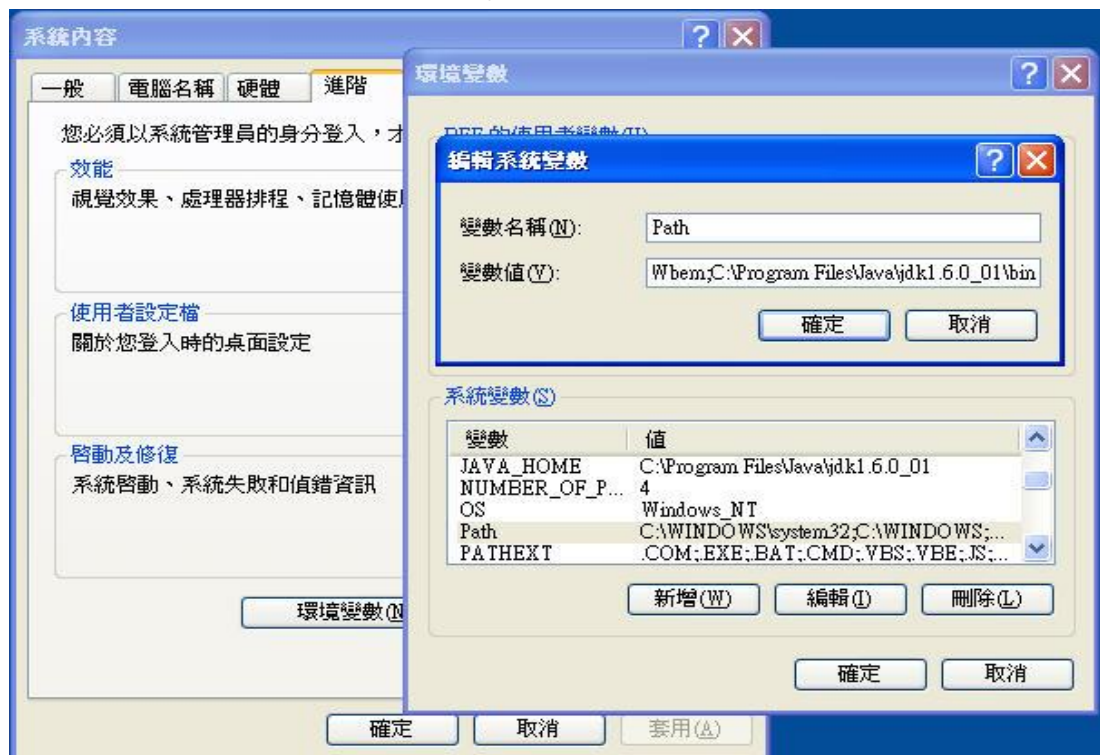 系統內容
一般
電腦名稱
硬體
進階
您必須以系統管理員的身分登入,才
效能
視覺效果、處理器排程、記憶體使
使用者設定檔
關於您登入時的桌面設定
啓動及修復
系統啓動、系統失敗和偵錯資訊
環境變數(N
確定
取消
套用(A)
環境變數
的使用者變數(U)
編輯系統變數
變數名稱(N):
Path
變數值(V):
Wbem;C:\Program Files\Java\jdk1.6.0_01\bin
確定
取消
系統變數(S)
變數 值
JAVA_HOME C:\Program Files\Java\jdk1.6.0_01
NUMBER_OF_P... 4
OS Windows_NT
Path C:\WINDOWS\system32;C:\WINDOWS;...
PATHEXT .COM;.EXE;.BAT;.CMD;.VBS;.VBE;.JS;...
新增(W)
編輯(I)
刪除(L)
確定
取消